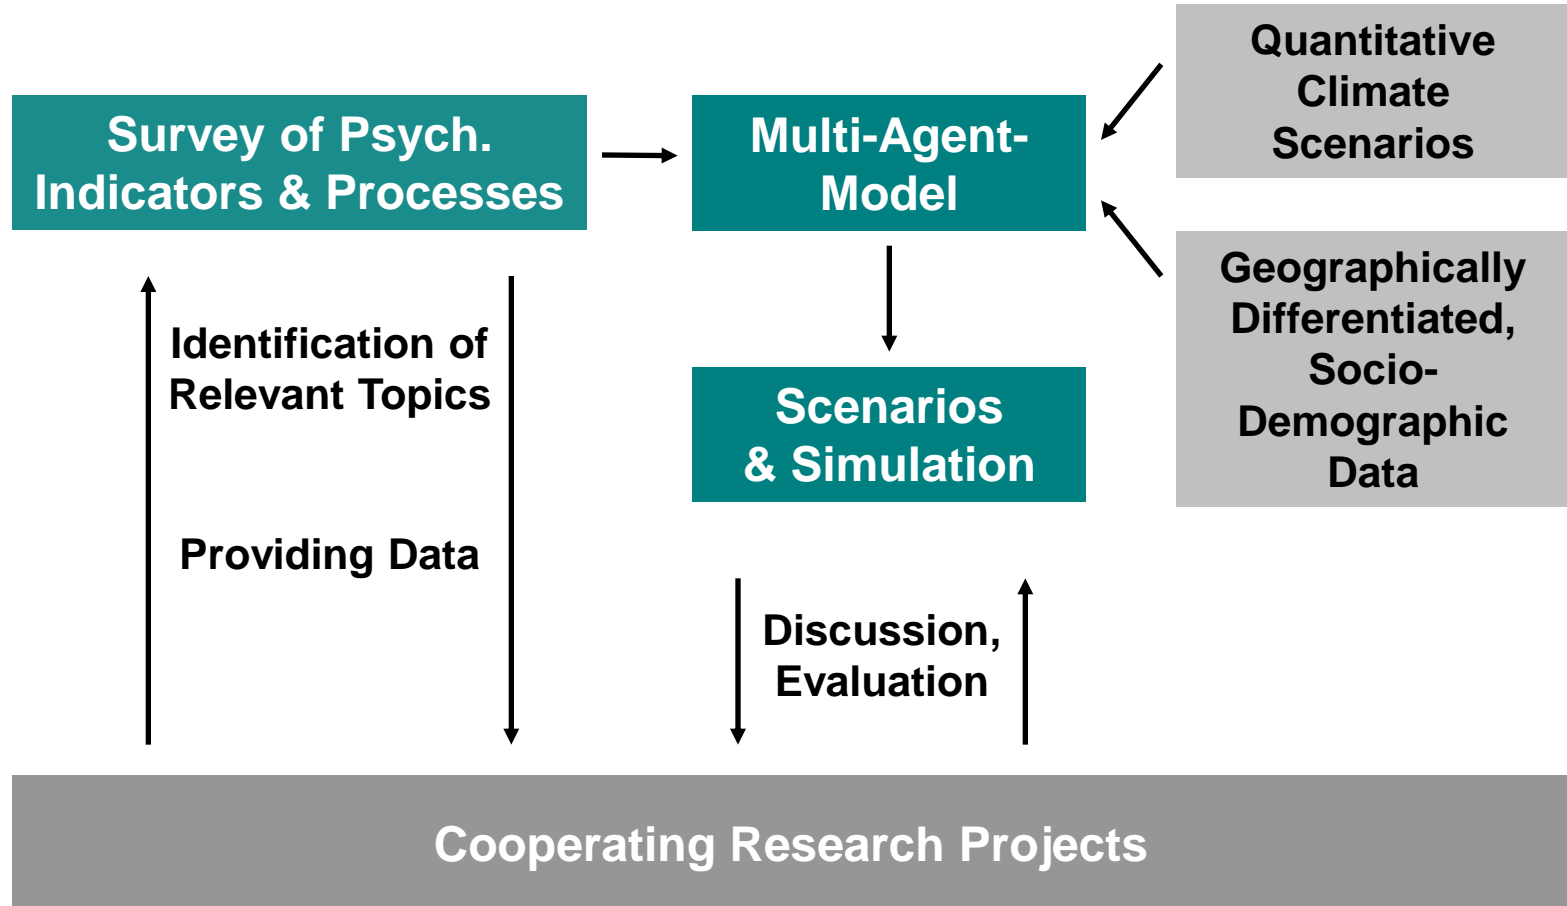 Survey of Psych.
Indicators & Processes
Multi-Agent-
Model
Quantitative
Climate
Scenarios
Geographically
Differentiated,
Socio-
Demographic
Data
Identification of
Relevant Topics
Providing Data
Scenarios
& Simulation
Discussion,
Evaluation
Cooperating Research Projects